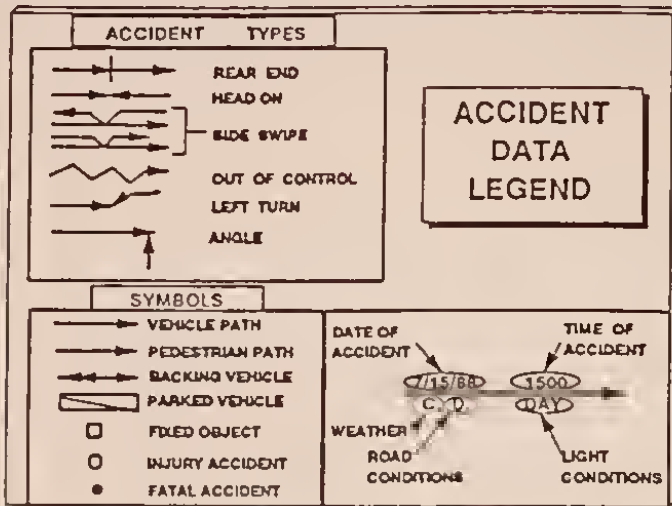 ACCIDENT TYPES
REAR END
HEAD ON
SIDE SWIPE
OUT OF CONTROL
LEFT TURN
ANGLE
ACCIDENT
DATA
LEGEND
SYMBOLS
VEHICLE PATH
PEDESTRIAN PATH
BACKING VEHICLE
PARKED VEHICLE
FIXED OBJECT
INJURY ACCIDENT
FATAL ACCIDENT
DATE OF
ACCIDENT
TIME OF
ACCIDENT
7/15/88 1500
C D DAY
WEATHER
ROAD
CONDITIONS
LIGHT
CONDITIONS